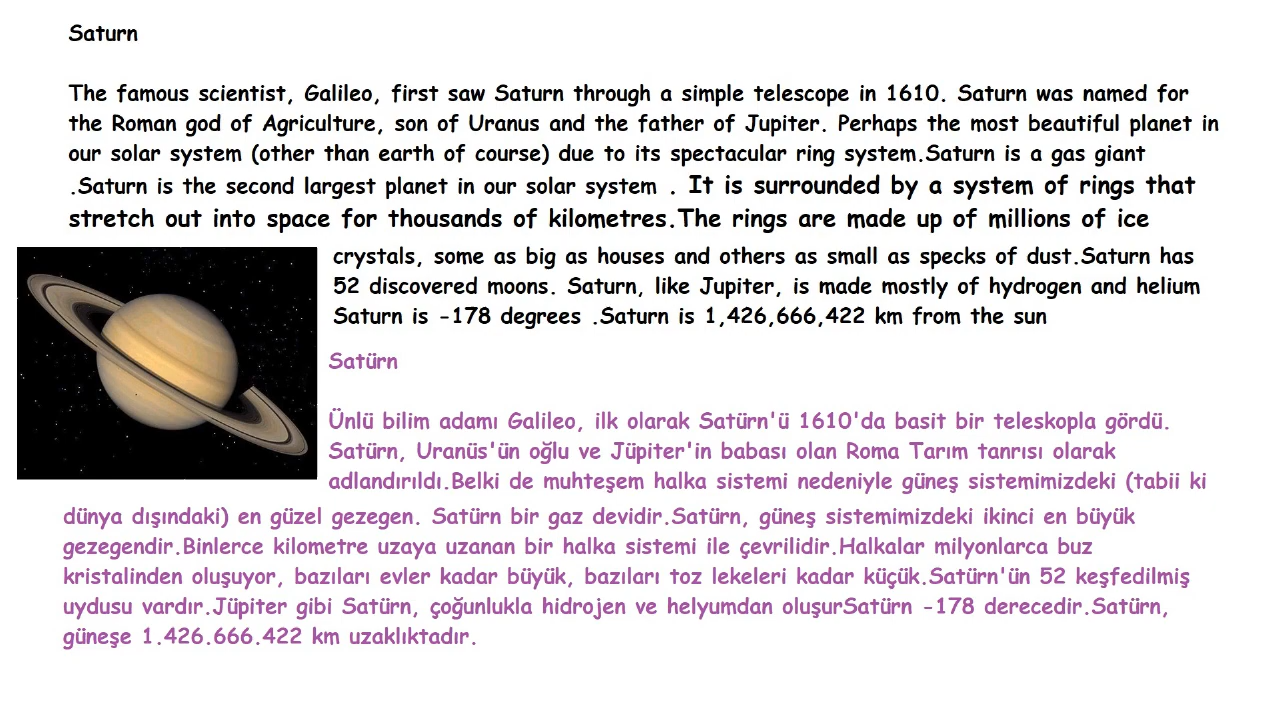 Saturn
The famous scientist, Galileo, first saw Saturn through a simple telescope in 1610. Saturn was named for
the Roman god of Agriculture, son of Uranus and the father of Jupiter. Perhaps the most beautiful planet in
our solar system (other than earth of course) due to its spectacular ring system.Saturn is a gas giant
.Saturn is the second largest planet in our solar system . It is surrounded by a system of rings that
stretch out into space for thousands of kilometres.The rings are made up of millions of ice
crystals, some as big as houses and others as small as specks of dust.Saturn has
52 discovered moons. Saturn, like Jupiter, is made mostly of hydrogen and helium
Saturn is -178 degrees .Saturn is 1,426,666,422 km from the sun
Satürn
Ünlü bilim adamı Galileo, ilk olarak Satürn'ü 1610'da basit bir teleskopla gördü.
Satürn, Uranüs'ün oğlu ve Jüpiter'in babası olan Roma Tarım tanrısı olarak
adlandırıldı.Belki de muhteşem halka sistemi nedeniyle güneş sistemimizdeki (tabii ki
dünya dışındaki) en güzel gezegen. Satürn bir gaz devidir.Satürn, güneş sistemimizdeki ikinci en büyük
gezegendir.Binlerce kilometre uzaya uzanan bir halka sistemi ile çevrilidir.Halkalar milyonlarca buz
kristalinden oluşuyor, bazıları evler kadar büyük, bazıları toz lekeleri kadar küçük.Satürn'ün 52 keşfedilmiş
uydusu vardır.Jüpiter gibi Satürn, çoğunlukla hidrojen ve helyumdan oluşurSatürn -178 derecedir.Satürn,
güneşe 1.426.666.422 km uzaklıktadır.